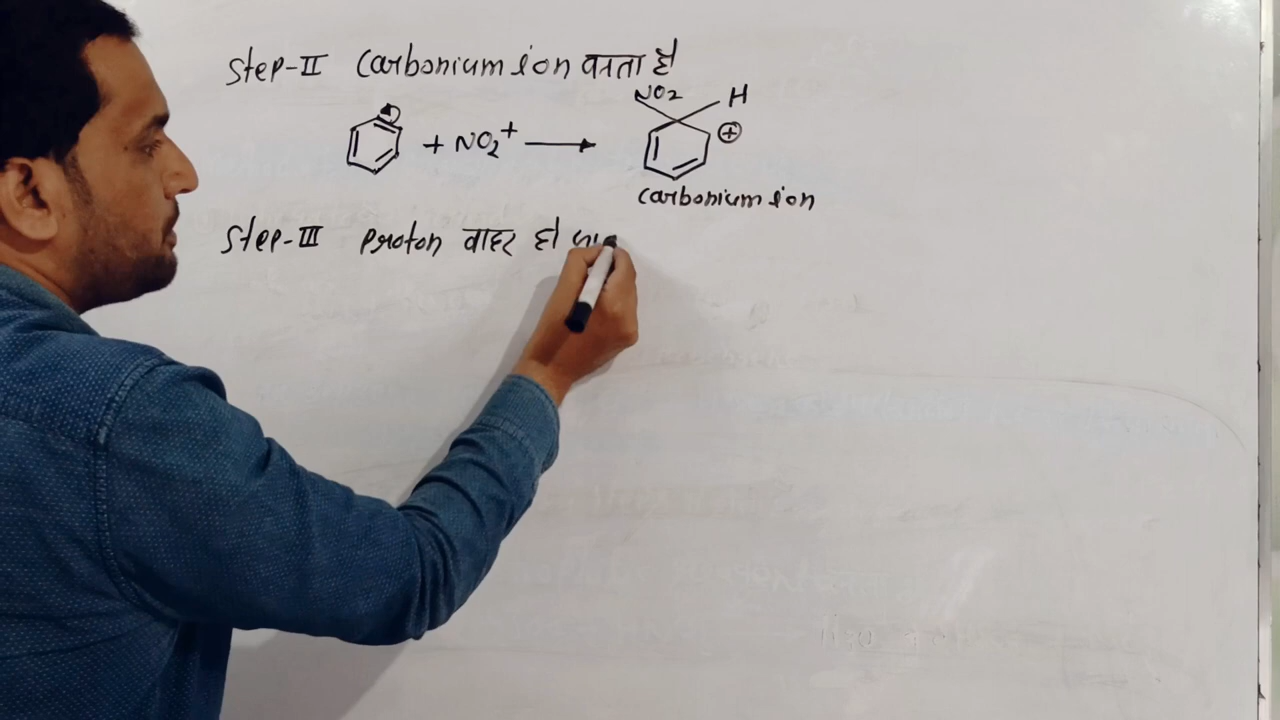 Step-II Carbonium ion बनता है
+ NO₂⁺ ⟶
NO₂ H
⊕
Carbonium ion
Step-III Proton बाहर हो